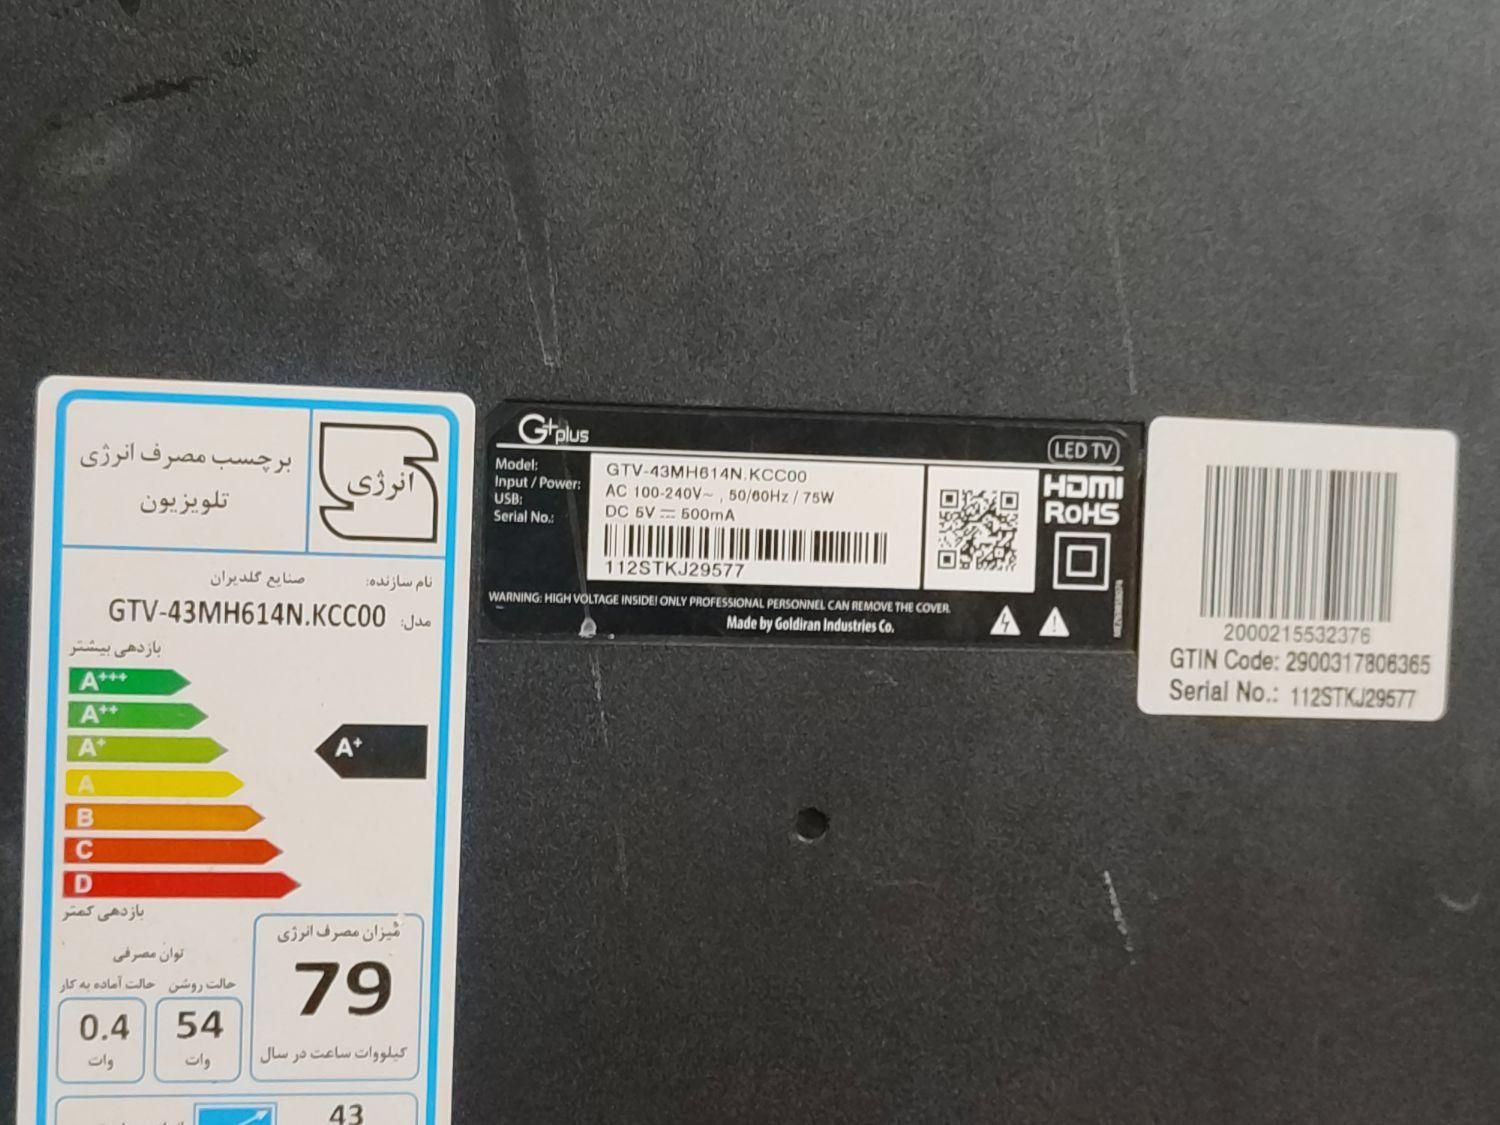 برچسب مصرف انرژی
تلویزیون
انرژی
نام سازنده: صنایع گلدیران
مدل: GTV-43MH614N.KCC00
بازدهی بیشتر
A+++
A++
A+
A+
A
B
C
D
بازدهی کمتر
میزان مصرف انرژی
79
کیلووات ساعت در سال
توان مصرفی
حالت روشن
54
وات
حالت آماده به کار
0.4
وات
43
G+plus
LED TV
Model: GTV-43MH614N.KCC00
Input / Power: AC 100-240V~ , 50/60Hz / 75W
USB: DC 5V ⎓ 500mA
Serial No.:
112STKJ29577
HDMI
RoHS
WARNING: HIGH VOLTAGE INSIDE! ONLY PROFESSIONAL PERSONNEL CAN REMOVE THE COVER.
Made by Goldiran Industries Co.
2000215532376
GTIN Code: 2900317806365
Serial No.: 112STKJ29577